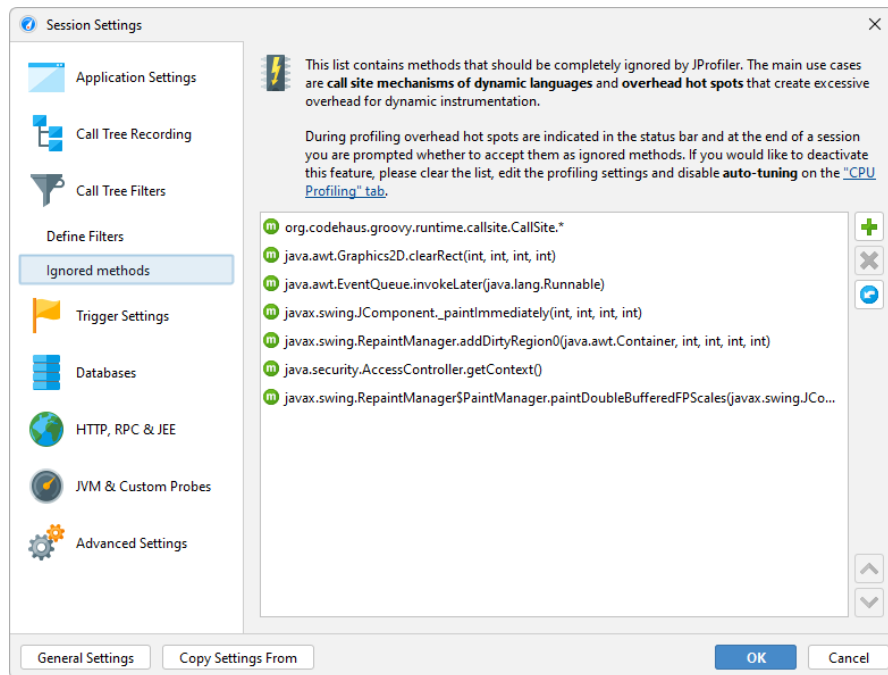 Session Settings
Application Settings
Call Tree Recording
Call Tree Filters
Define Filters
Ignored methods
Trigger Settings
Databases
HTTP, RPC & JEE
JVM & Custom Probes
Advanced Settings
This list contains methods that should be completely ignored by JProfiler. The main use cases
are call site mechanisms of dynamic languages and overhead hot spots that create excessive
overhead for dynamic instrumentation.
During profiling overhead hot spots are indicated in the status bar and at the end of a session
you are prompted whether to accept them as ignored methods. If you would like to deactivate
this feature, please clear the list, edit the profiling settings and disable auto-tuning on the "CPU
Profiling" tab.
m org.codehaus.groovy.runtime.callsite.CallSite.*
m java.awt.Graphics2D.clearRect(int, int, int, int)
m java.awt.EventQueue.invokeLater(java.lang.Runnable)
m javax.swing.JComponent._paintImmediately(int, int, int, int)
m javax.swing.RepaintManager.addDirtyRegion0(java.awt.Container, int, int, int, int)
m java.security.AccessController.getContext()
m javax.swing.RepaintManager$PaintManager.paintDoubleBufferedFPScales(javax.swing.JCo...
General Settings
Copy Settings From
OK
Cancel